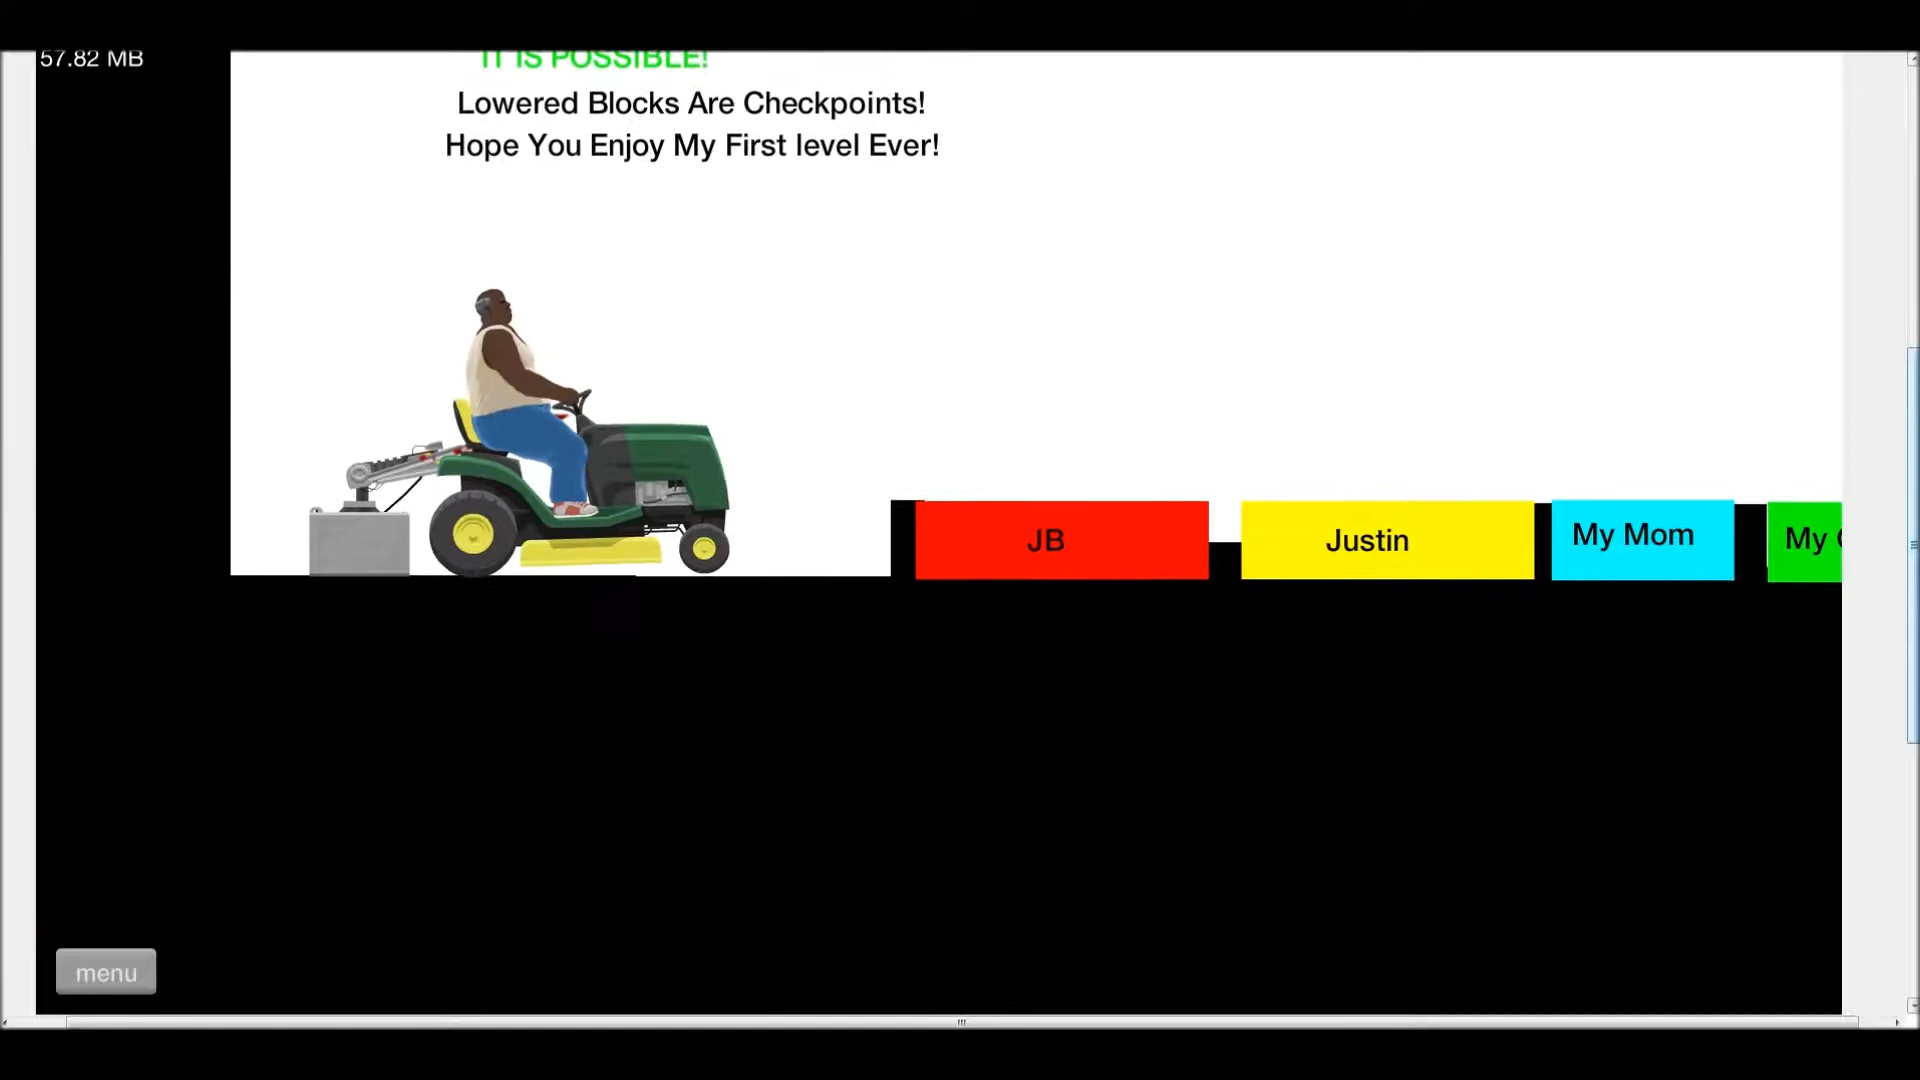 57.82 MB
IT IS POSSIBLE!
Lowered Blocks Are Checkpoints!
Hope You Enjoy My First level Ever!
JB
Justin
My Mom
My
menu